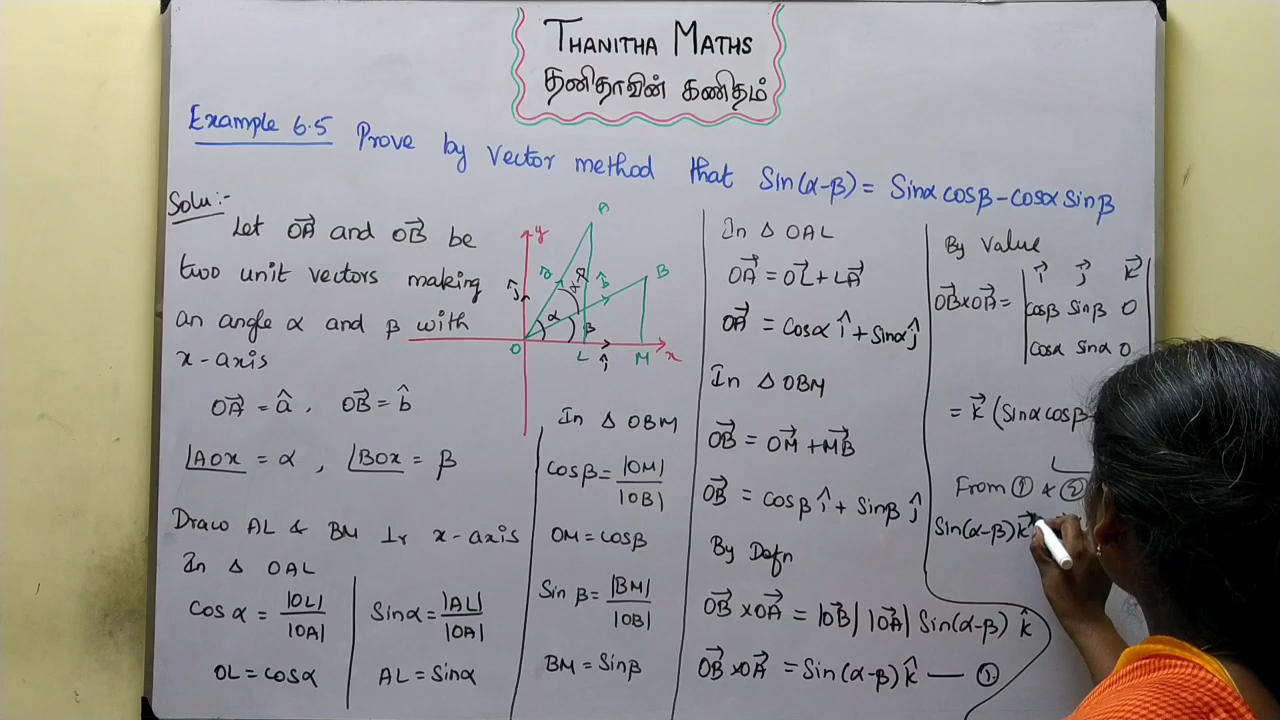 THANITHA MATHS
தனிதாவின் கணிதம்
Example 6.5 Prove by vector method that Sin(α-β) = Sinα cosβ - cosα sinβ
Solu:-
Let OA⃗ and OB⃗ be
two unit vectors making
an angle α and β with
x-axis
OA⃗ = â, OB⃗ = b̂
∠AOX = α, ∠BOX = β
Draw AL & BM ⊥r x-axis
In Δ OAL
Cos α = |OL|/|OA|
OL = cosα
Sinα = |AL|/|OA|
AL = Sinα
y
A
B
â
b̂
ĵ
α
α-β
β
O
L
M
x
î
In Δ OBM
cosβ = |OM|/|OB|
OM = cosβ
Sin β = |BM|/|OB|
BM = Sinβ
In Δ OAL
OA⃗ = OL⃗ + LA⃗
OA⃗ = Cosα î + Sinα ĵ
In Δ OBM
OB⃗ = OM⃗ + MB⃗
OB⃗ = cosβ î + Sinβ ĵ
By Defn
OB⃗ x OA⃗ = |OB⃗| |OA⃗| Sin(α-β) k̂
OB⃗ x OA⃗ = Sin(α-β) k̂ — ①
By Value
i⃗ j⃗ k⃗
OB⃗ x OA⃗ = | cosβ Sinβ 0 |
cosα sinα 0
= k⃗ (Sinα cosβ -
From ① & ②
Sin(α-β) k⃗